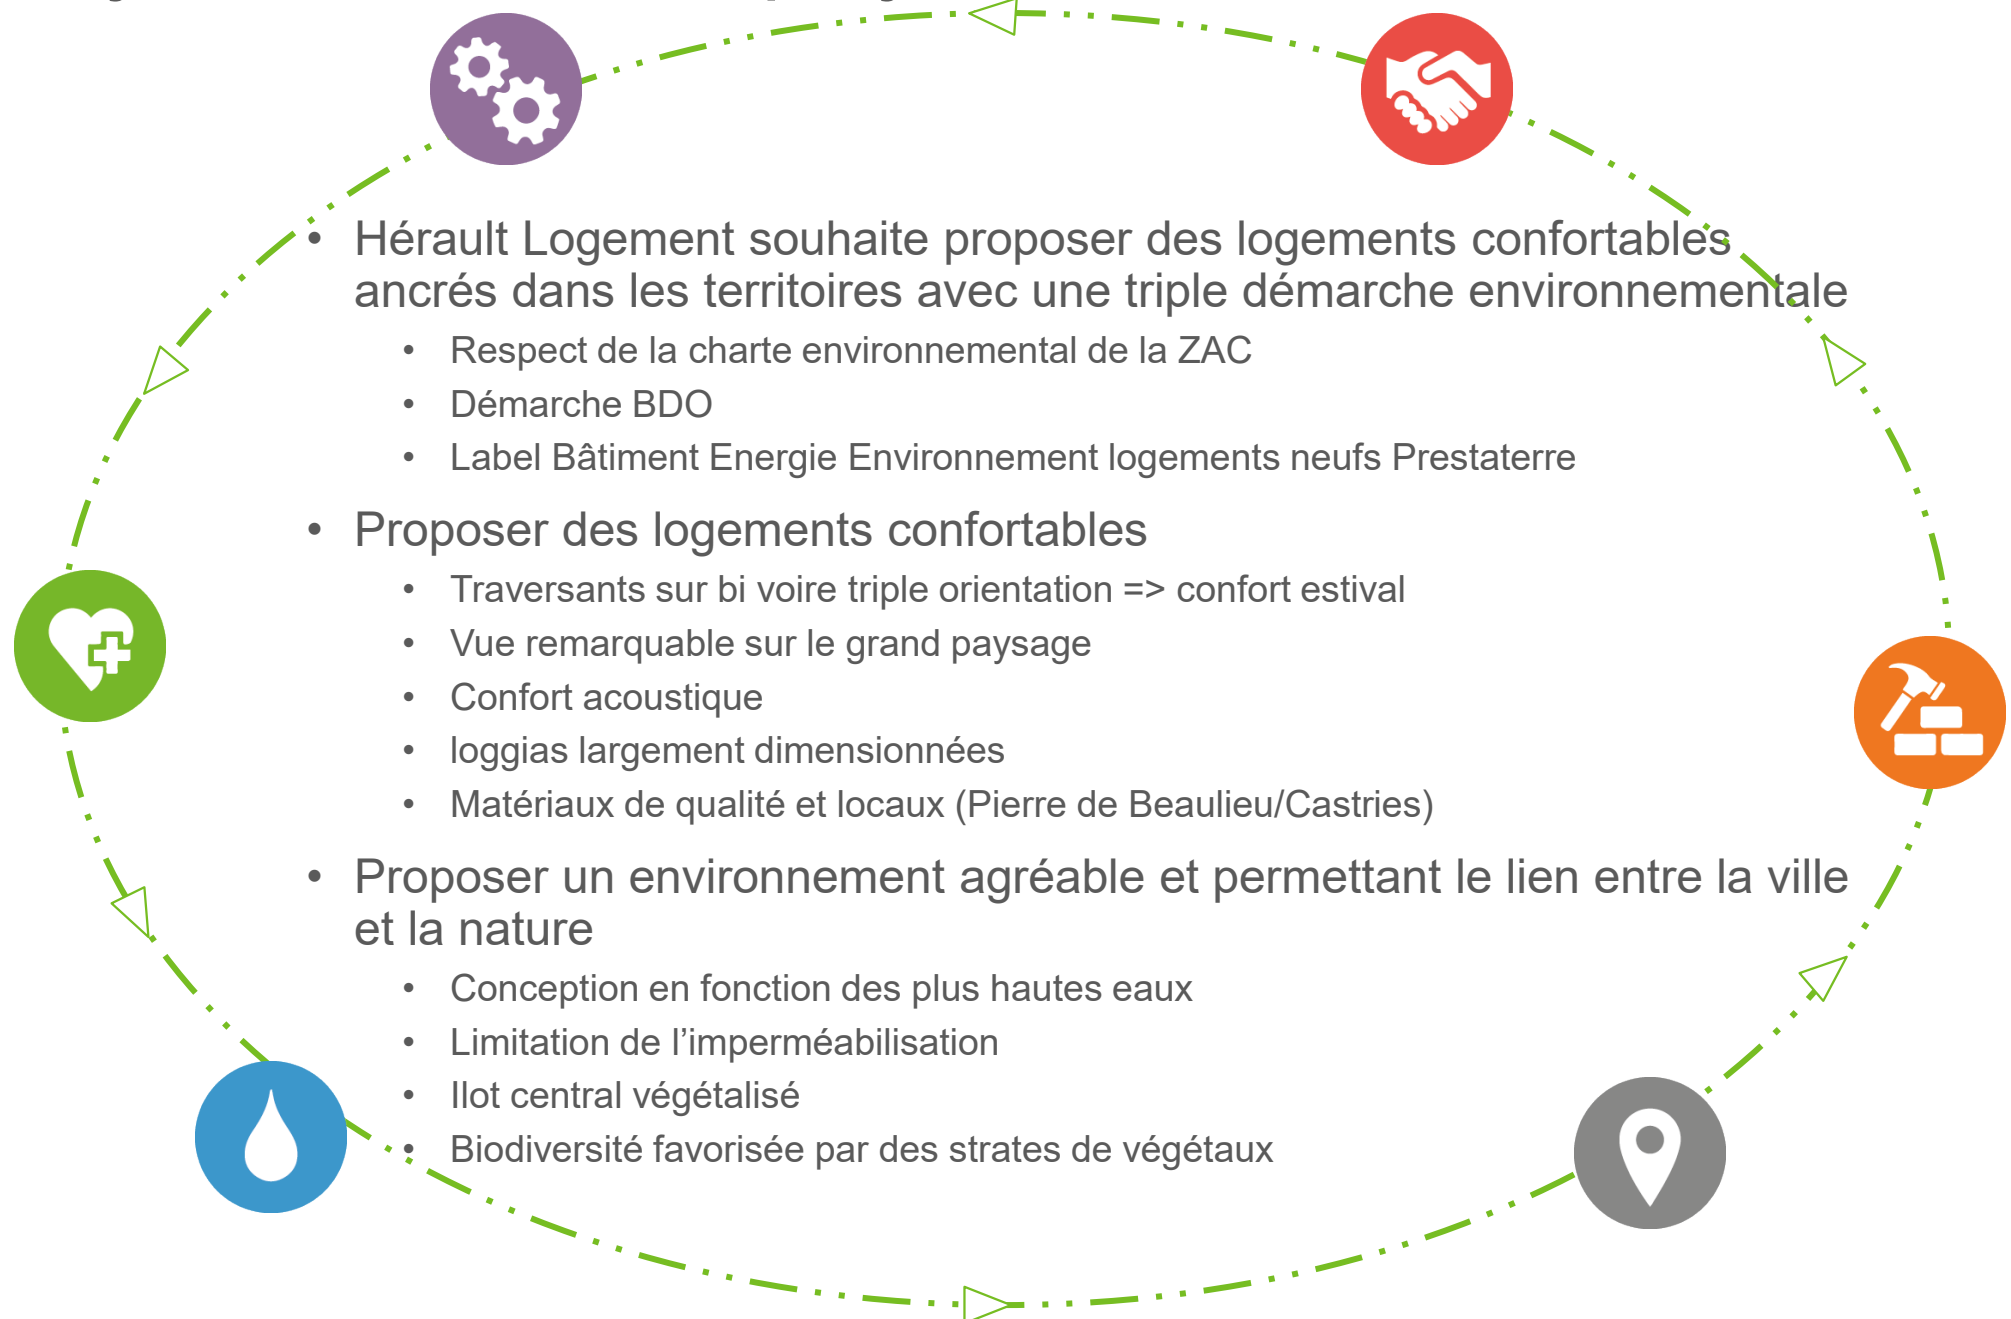 • Hérault Logement souhaite proposer des logements confortables
ancrés dans les territoires avec une triple démarche environnementale
• Respect de la charte environnemental de la ZAC
• Démarche BDO
• Label Bâtiment Energie Environnement logements neufs Prestaterre
• Proposer des logements confortables
• Traversants sur bi voire triple orientation => confort estival
• Vue remarquable sur le grand paysage
• Confort acoustique
• loggias largement dimensionnées
• Matériaux de qualité et locaux (Pierre de Beaulieu/Castries)
• Proposer un environnement agréable et permettant le lien entre la ville
et la nature
• Conception en fonction des plus hautes eaux
• Limitation de l’imperméabilisation
• Ilot central végétalisé
• Biodiversité favorisée par des strates de végétaux